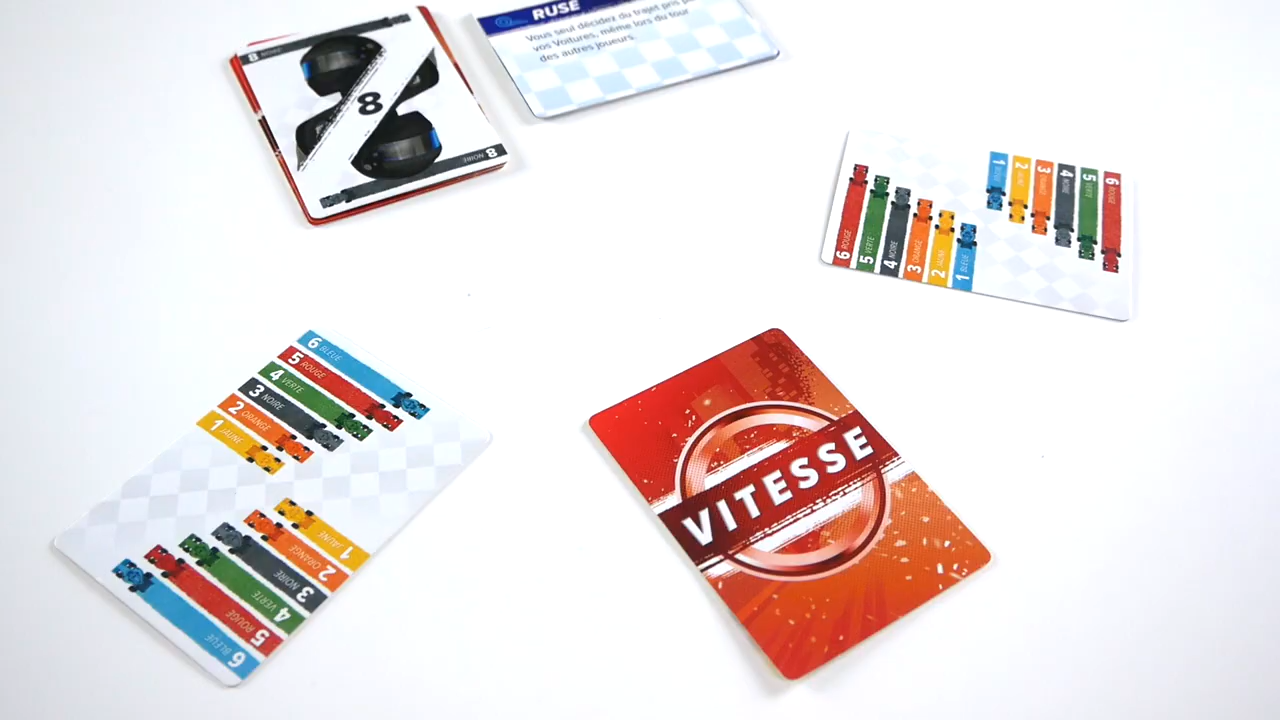 8 NOIRE
8
8 NOIRE
RUSE
Vous seul décidez du trajet pris
vos Voitures, même lors du tour
des autres joueurs.
6 ROUGE
5 VERTE
4 NOIRE
3 ORANGE
2 JAUNE
1 BLEUE
1 BLEUE
2 JAUNE
3 ORANGE
4 NOIRE
5 VERTE
6 ROUGE
6 BLEUE
5 ROUGE
4 VERTE
3 NOIRE
2 ORANGE
1 JAUNE
1 JAUNE
2 ORANGE
3 NOIRE
4 VERTE
5 ROUGE
6 BLEUE
VITESSE